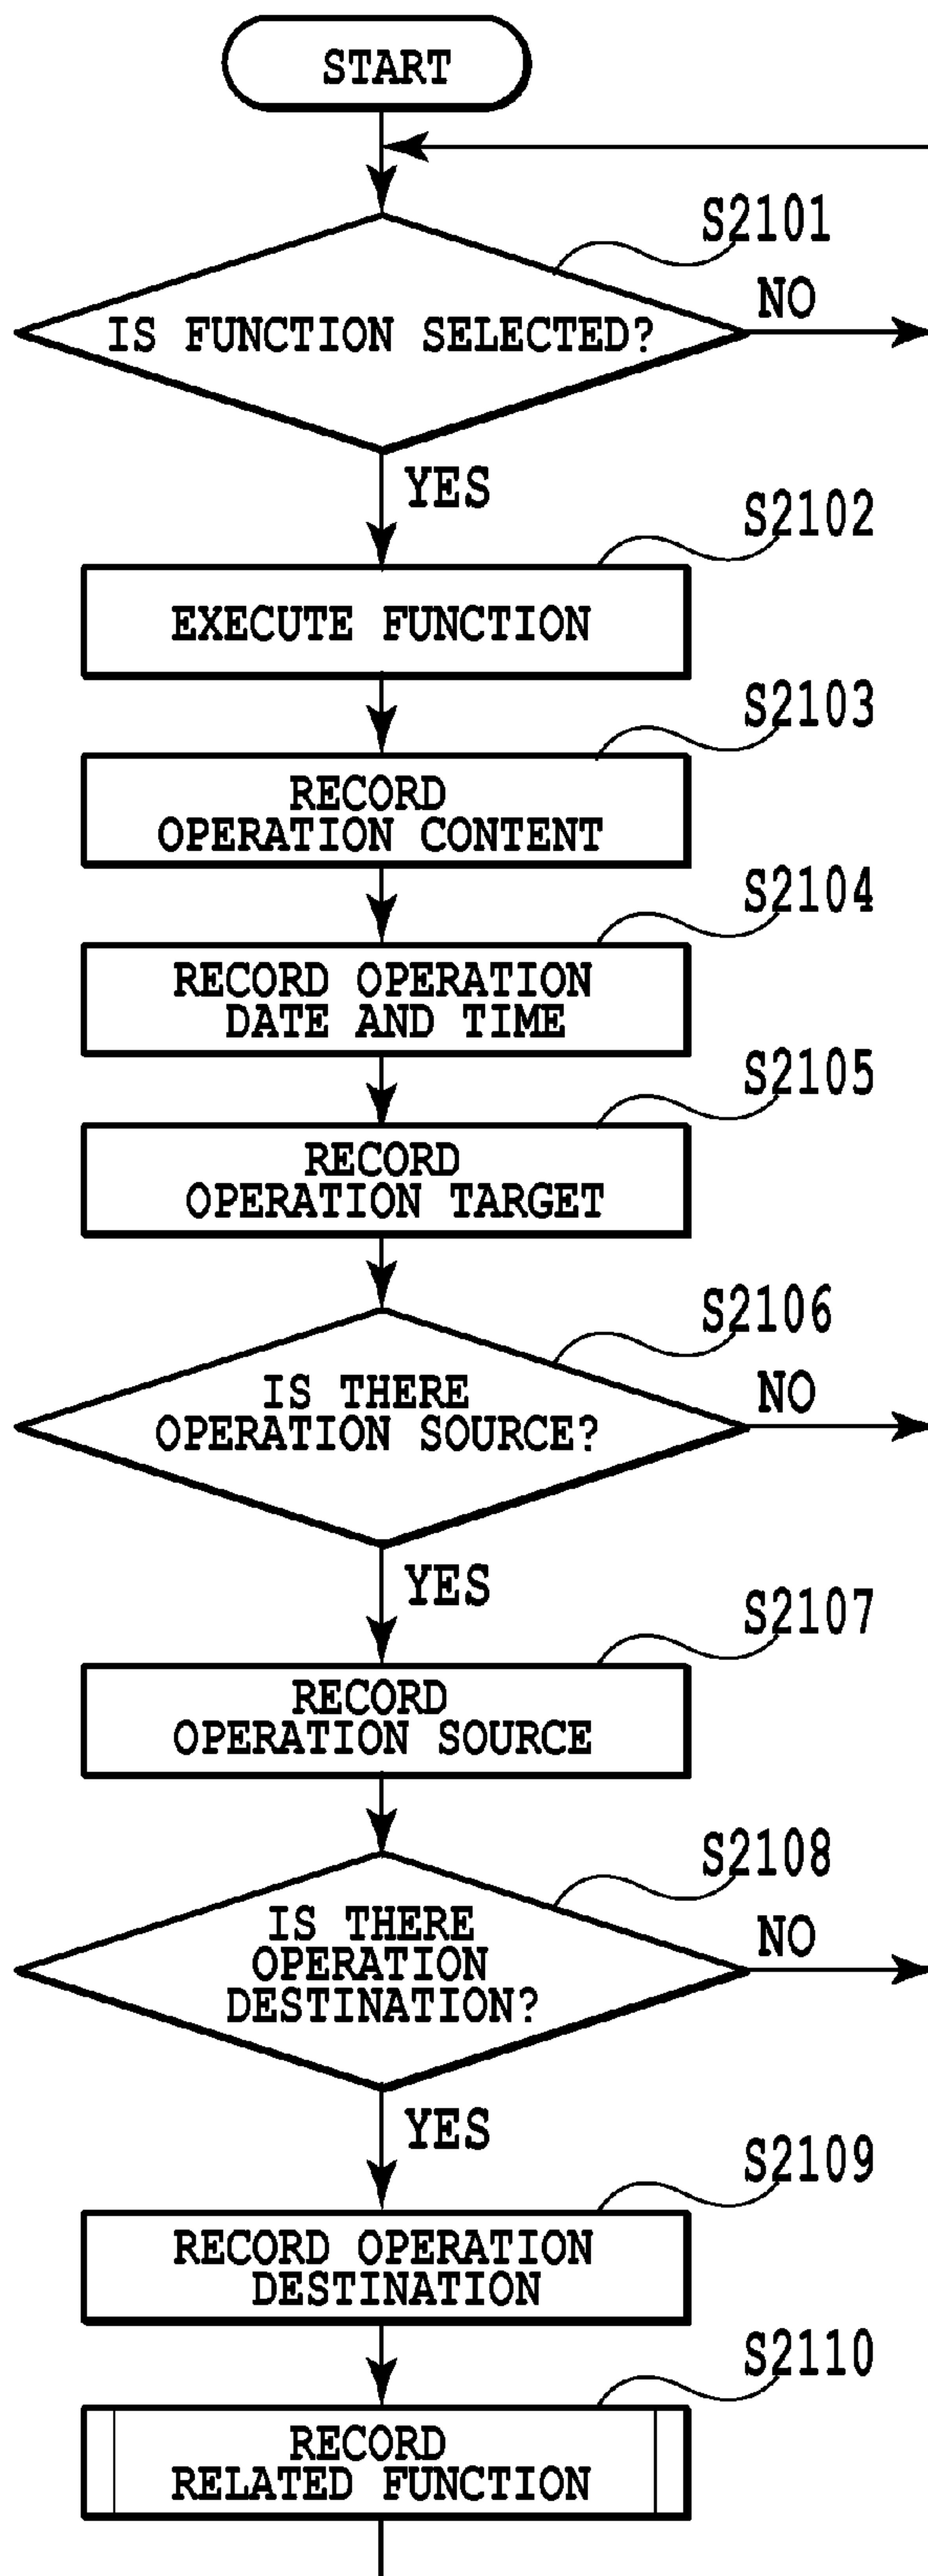 START
S2101
NO
IS FUNCTION SELECTED?
YES
S2102
EXECUTE FUNCTION
S2103
RECORD
OPERATION CONTENT
S2104
RECORD OPERATION
DATE AND TIME
S2105
RECORD
OPERATION TARGET
S2106
NO
IS THERE
OPERATION SOURCE?
YES
S2107
RECORD
OPERATION SOURCE
S2108
NO
IS THERE
OPERATION
DESTINATION?
YES
S2109
RECORD OPERATION
DESTINATION
S2110
RECORD
RELATED FUNCTION